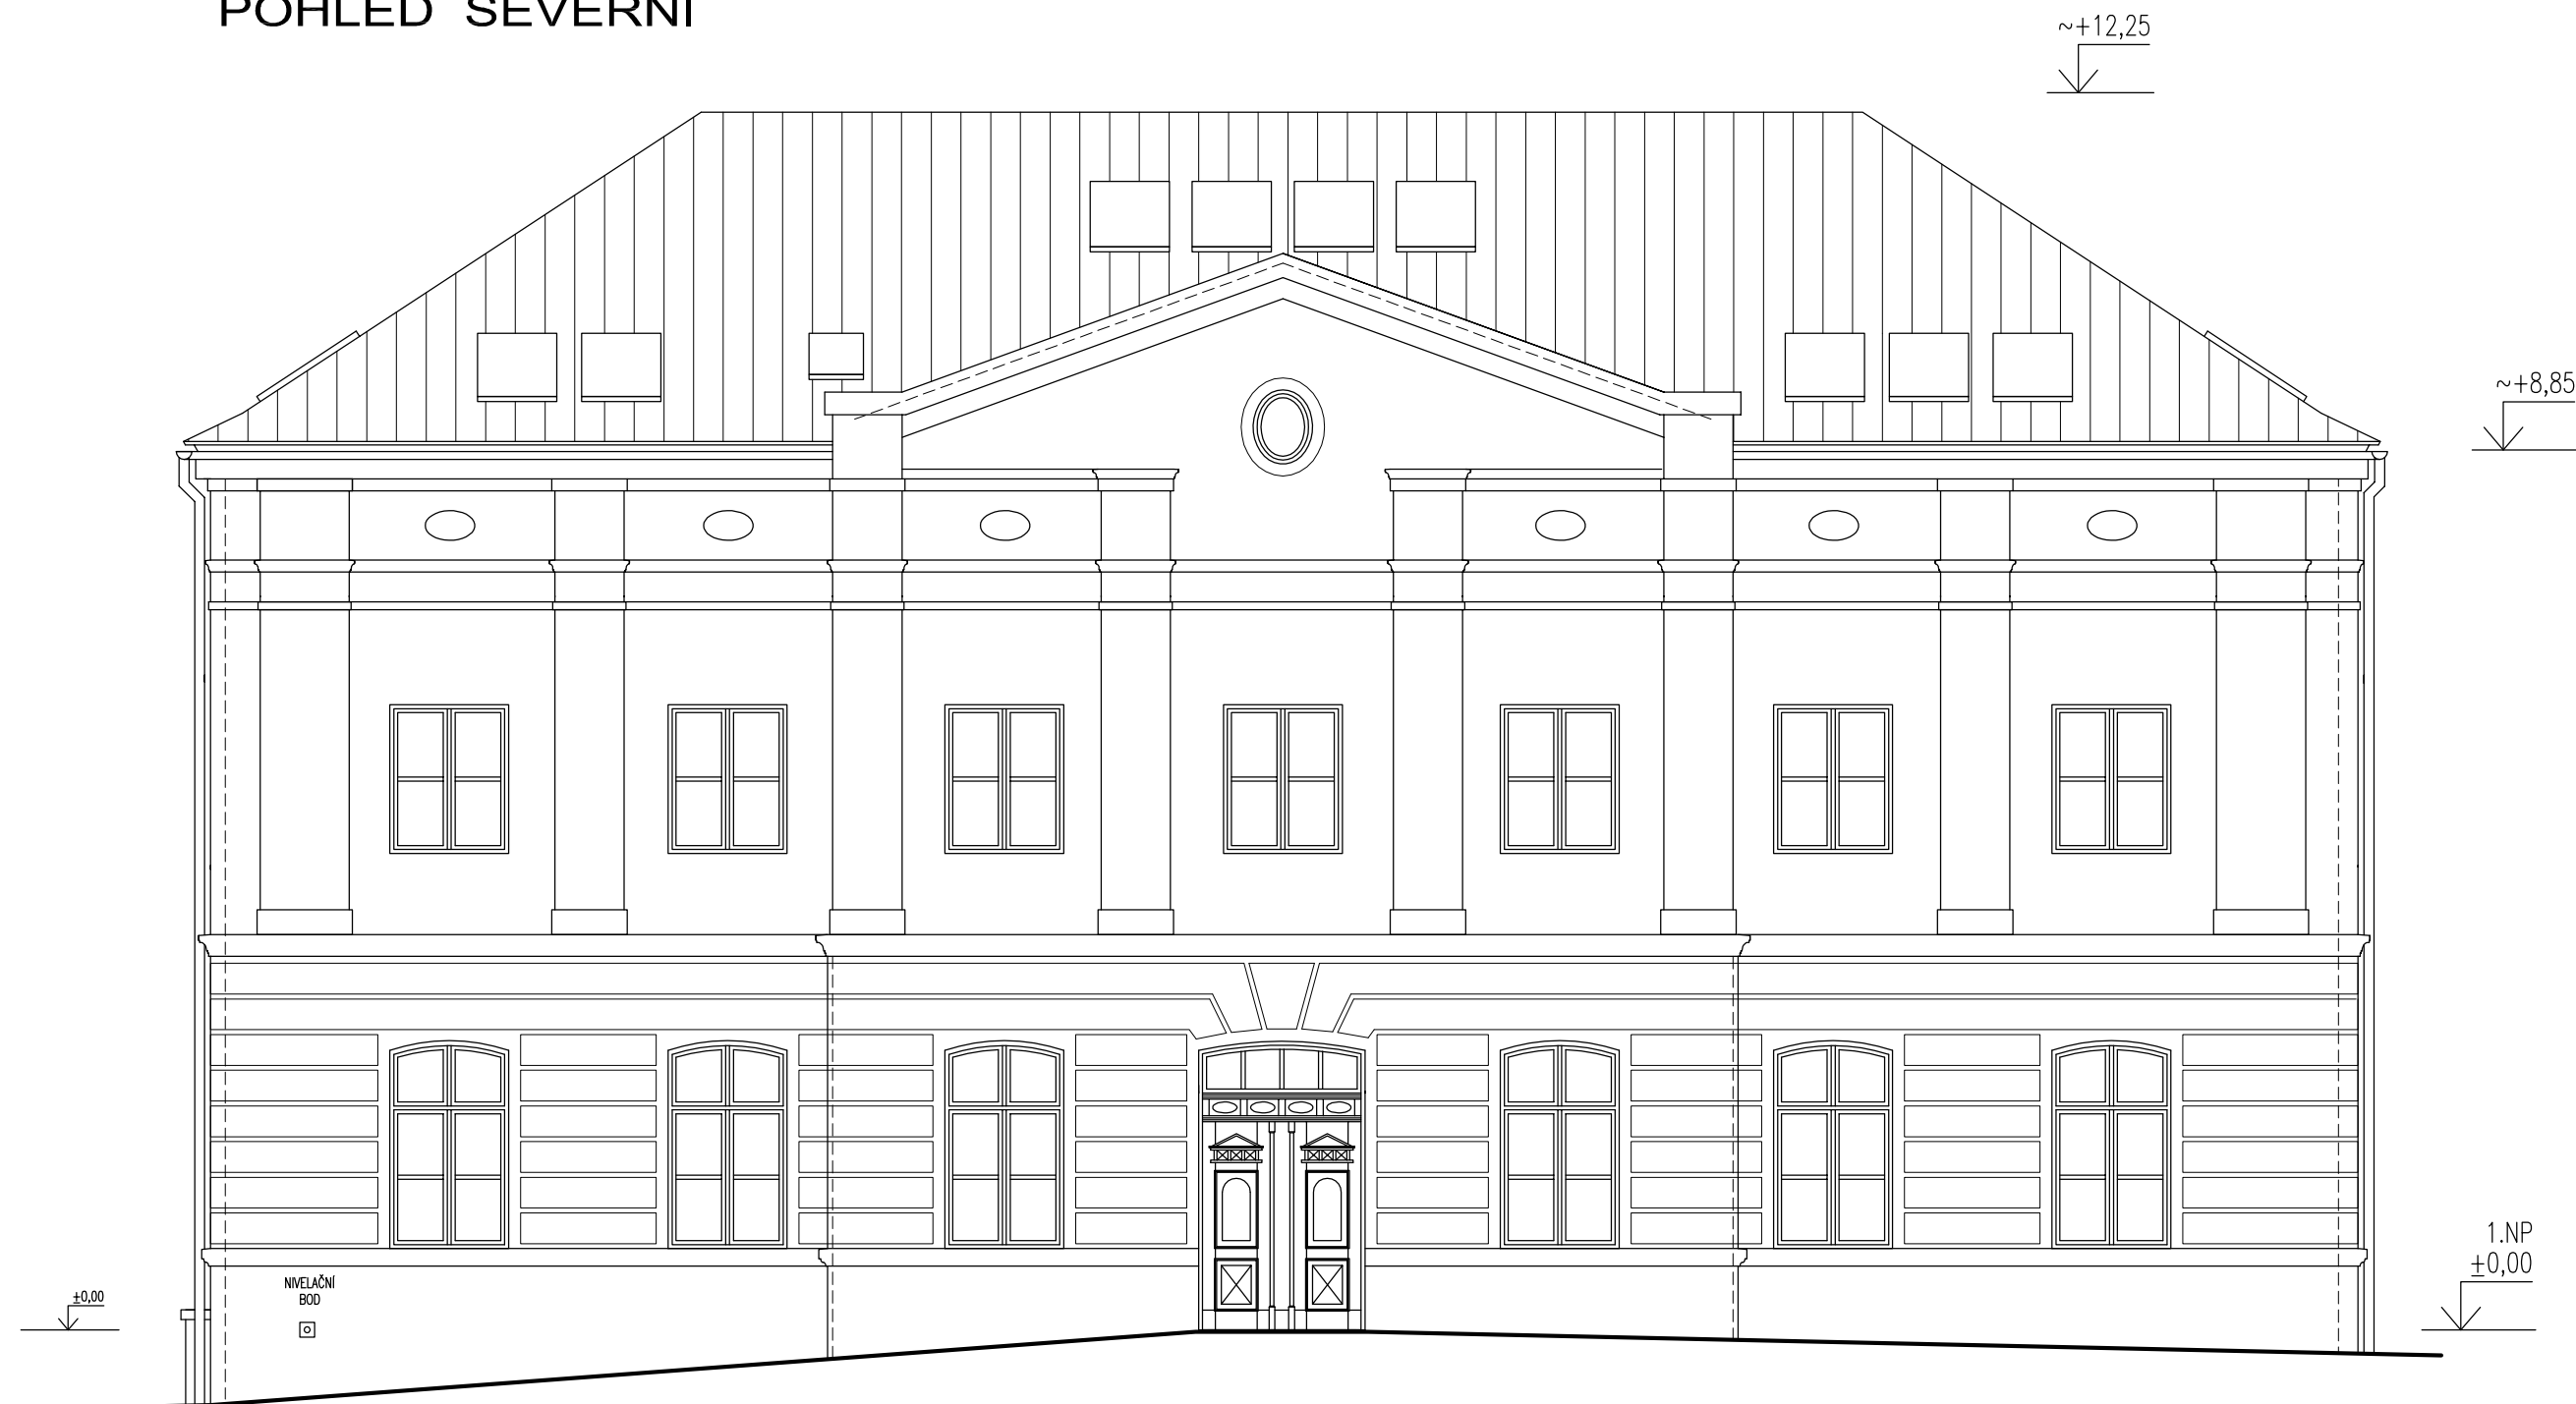 POHLED SEVERNÍ
~+12,25
~+8,85
1.NP
±0,00
NIVELAČNÍ
BOD
±0,00